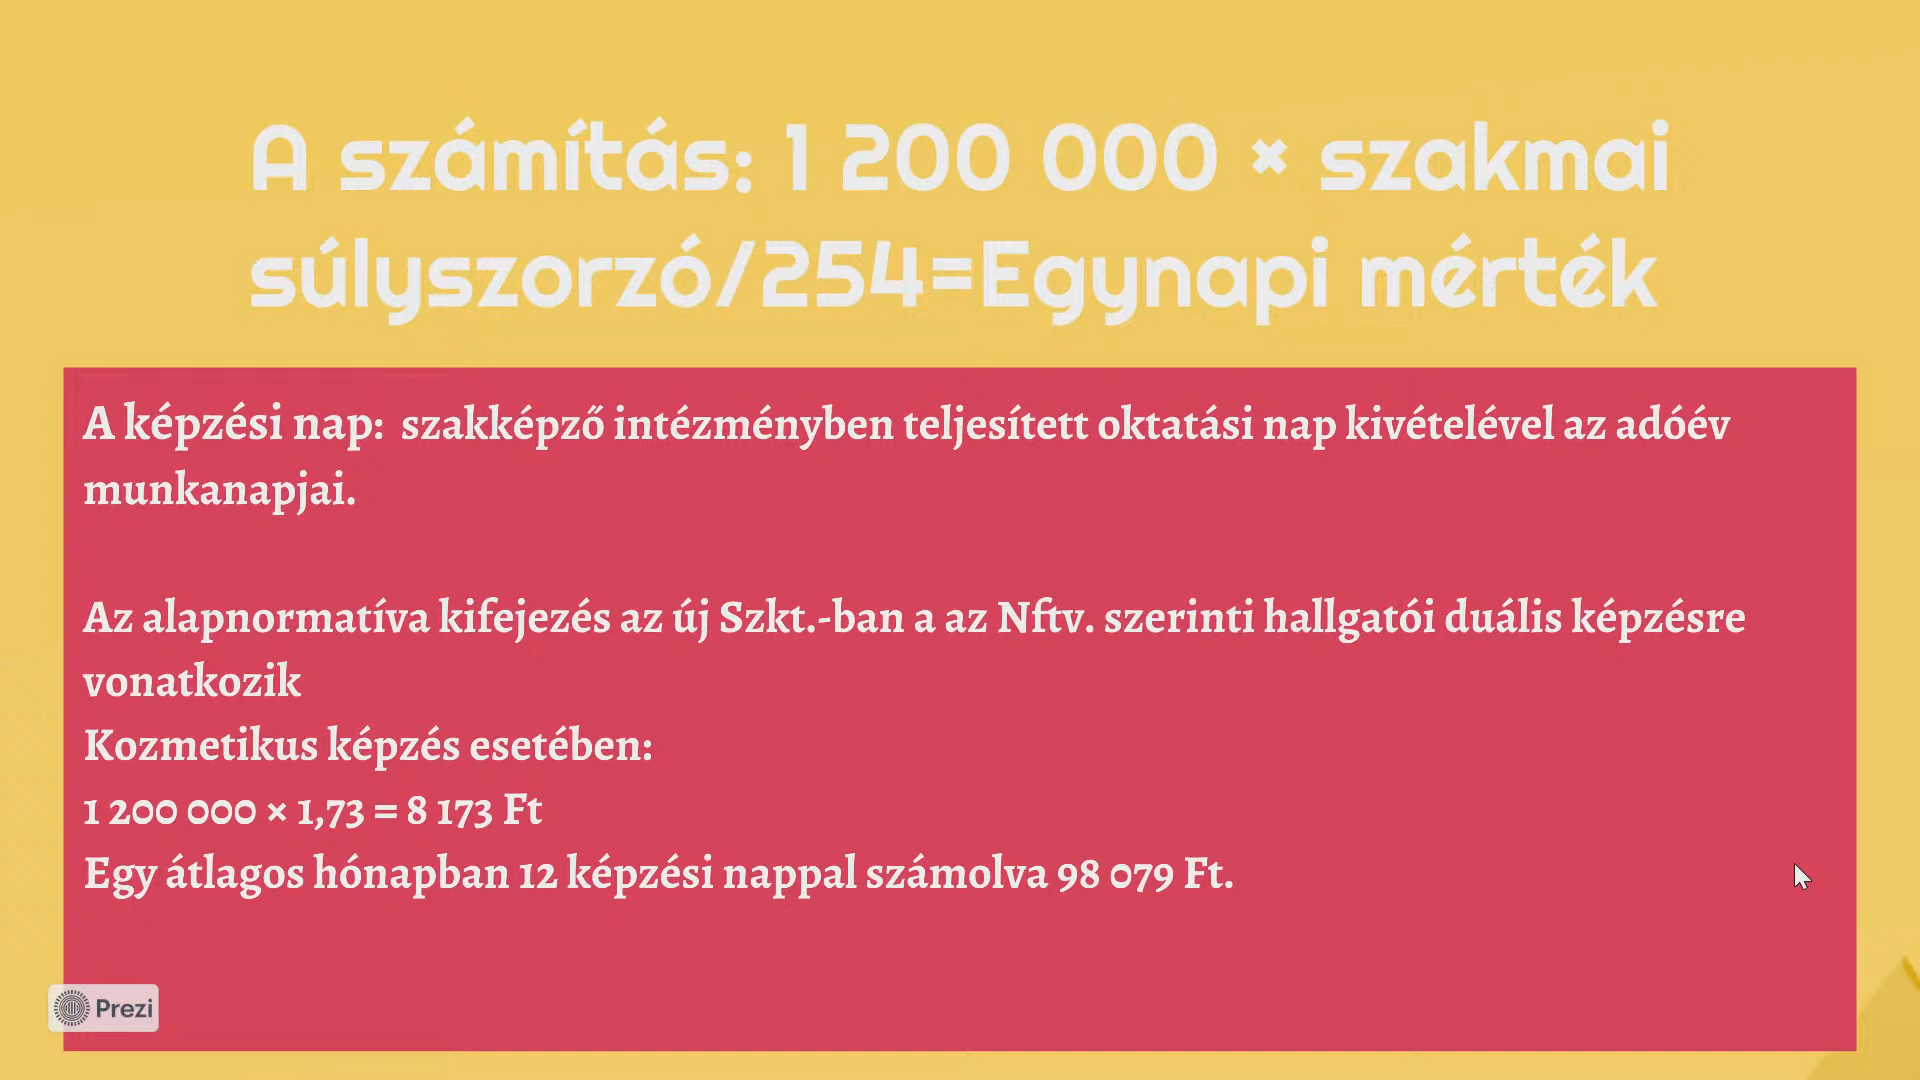 A számítás: 1 200 000 × szakmai
súlyszorzó/254=Egynapi mérték
A képzési nap: szakképző intézményben teljesített oktatási nap kivételével az adóév
munkanapjai.
Az alapnormatíva kifejezés az új Szkt.-ban a az Nftv. szerinti hallgatói duális képzésre
vonatkozik
Kozmetikus képzés esetében:
1 200 000 × 1,73 = 8 173 Ft
Egy átlagos hónapban 12 képzési nappal számolva 98 079 Ft.
Prezi